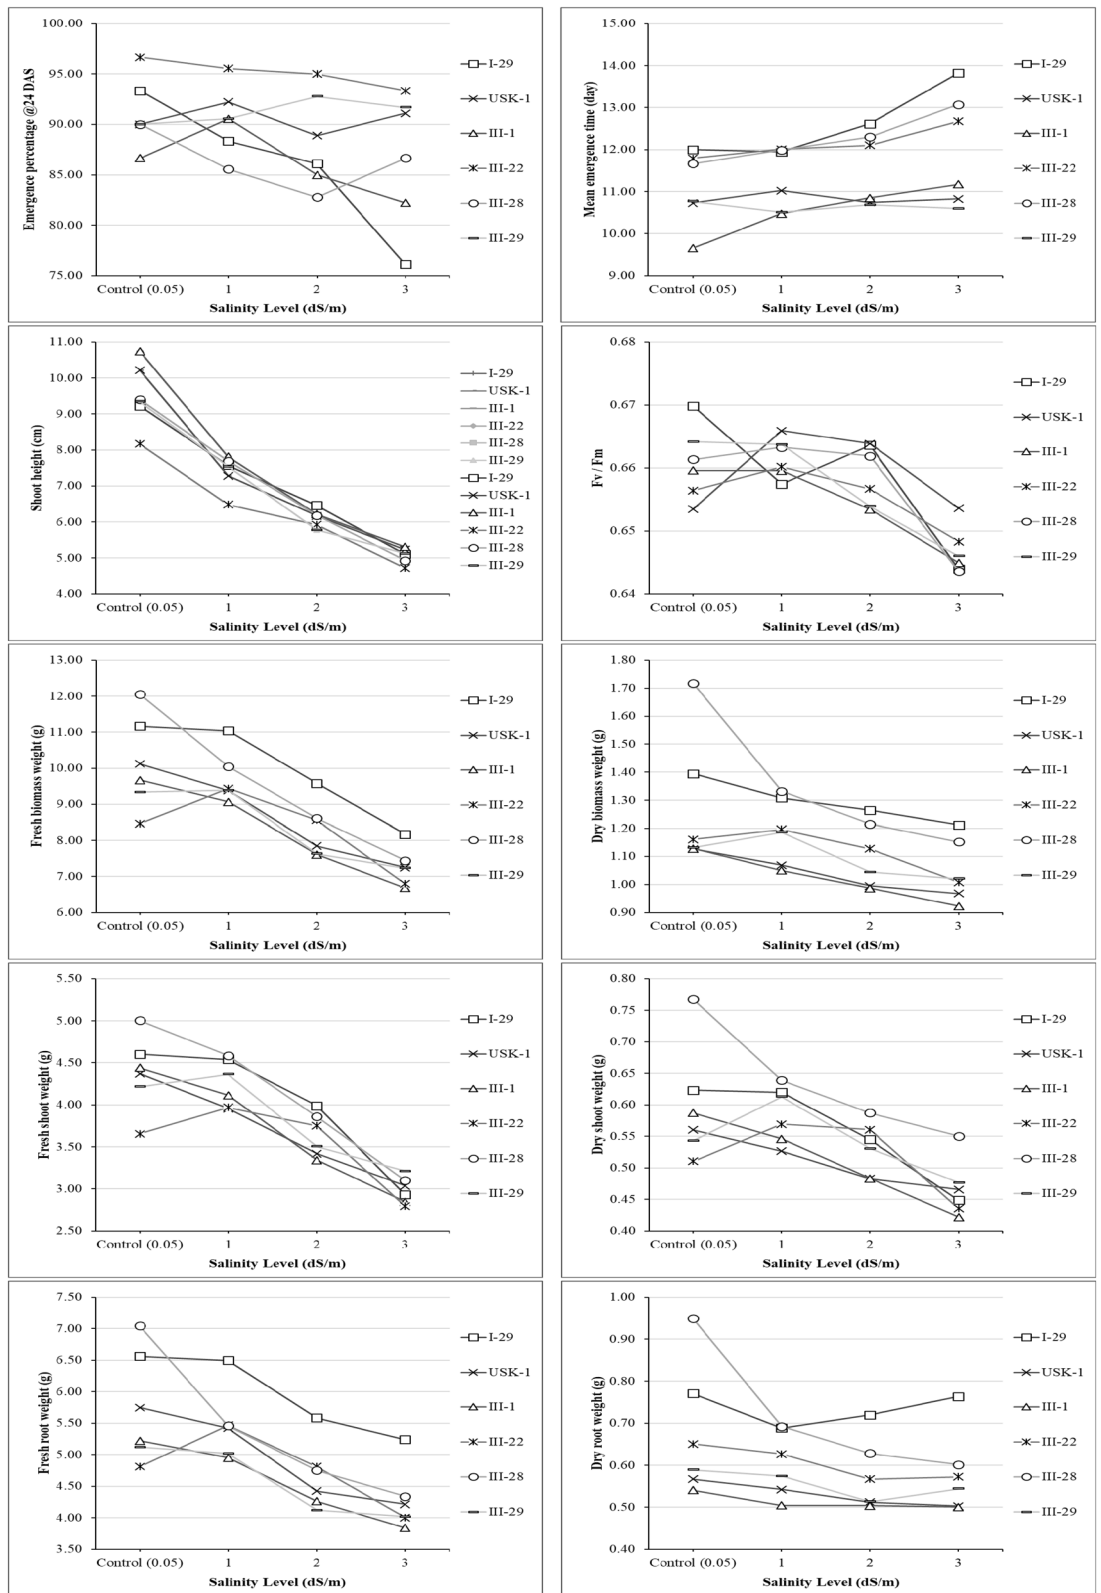 Emergence percentage @24 DAS
100.00
95.00
90.00
85.00
80.00
75.00
Control (0.05) 1 2 3
Salinity Level (dS/m)
I-29
USK-1
III-1
III-22
III-28
III-29
Mean emergence time (day)
15.00
14.00
13.00
12.00
11.00
10.00
9.00
Control (0.05) 1 2 3
Salinity Level (dS/m)
I-29
USK-1
III-1
III-22
III-28
III-29
Shoot height (cm)
11.00
10.00
9.00
8.00
7.00
6.00
5.00
4.00
Control (0.05) 1 2 3
Salinity Level (dS/m)
I-29
USK-1
III-1
III-22
III-28
III-29
I-29
USK-1
III-1
III-22
III-28
III-29
Fv / Fm
0.68
0.67
0.66
0.65
0.64
Control (0.05) 1 2 3
Salinity Level (dS/m)
I-29
USK-1
III-1
III-22
III-28
III-29
Fresh biomass weight (g)
13.00
12.00
11.00
10.00
9.00
8.00
7.00
6.00
Control (0.05) 1 2 3
Salinity Level (dS/m)
I-29
USK-1
III-1
III-22
III-28
III-29
Dry biomass weight (g)
1.80
1.70
1.60
1.50
1.40
1.30
1.20
1.10
1.00
0.90
Control (0.05) 1 2 3
Salinity Level (dS/m)
I-29
USK-1
III-1
III-22
III-28
III-29
Fresh shoot weight (g)
5.50
5.00
4.50
4.00
3.50
3.00
2.50
Control (0.05) 1 2 3
Salinity Level (dS/m)
I-29
USK-1
III-1
III-22
III-28
III-29
Dry shoot weight (g)
0.80
0.75
0.70
0.65
0.60
0.55
0.50
0.45
0.40
Control (0.05) 1 2 3
Salinity Level (dS/m)
I-29
USK-1
III-1
III-22
III-28
III-29
Fresh root weight (g)
7.50
7.00
6.50
6.00
5.50
5.00
4.50
4.00
3.50
Control (0.05) 1 2 3
Salinity Level (dS/m)
I-29
USK-1
III-1
III-22
III-28
III-29
Dry root weight (g)
1.00
0.90
0.80
0.70
0.60
0.50
0.40
Control (0.05) 1 2 3
Salinity Level (dS/m)
I-29
USK-1
III-1
III-22
III-28
III-29